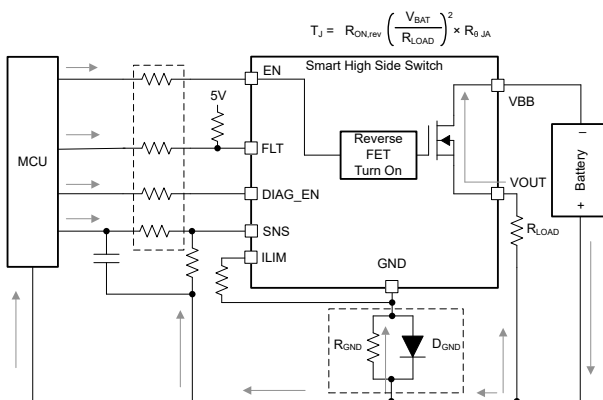 T_J = R_ON,rev (V_BAT / R_LOAD)² × R_θ JA
Smart High Side Switch
EN
5V
VBB
MCU
FLT
Reverse
FET
Turn On
− Battery +
DIAG_EN
VOUT
SNS
R_LOAD
ILIM
GND
R_GND
D_GND